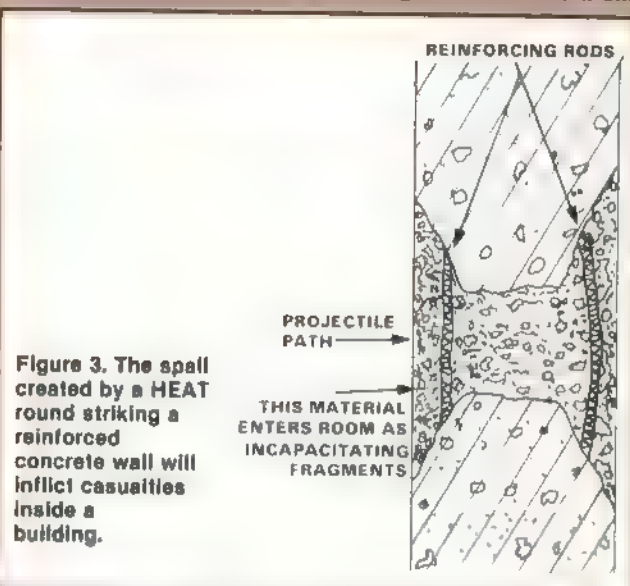 REINFORCING RODS
PROJECTILE
PATH
THIS MATERIAL
ENTERS ROOM AS
INCAPACITATING
FRAGMENTS
Figure 3. The spall
created by a HEAT
round striking a
reinforced
concrete wall will
inflict casualties
inside a
building.